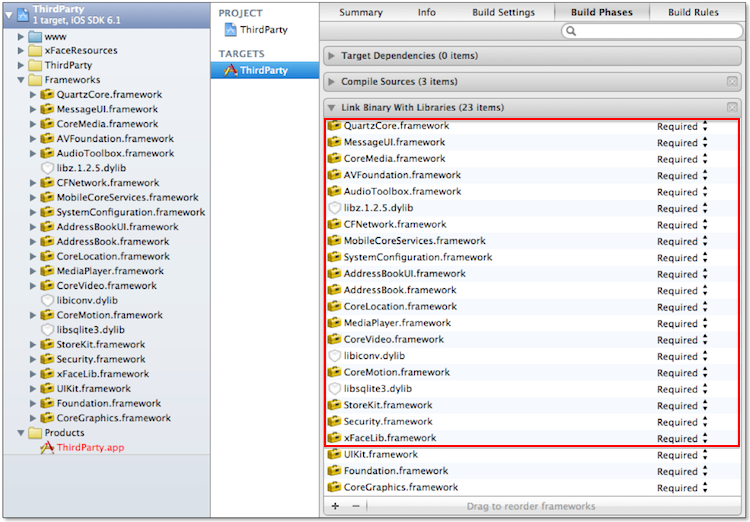 ThirdParty
1 target, iOS SDK 6.1
www
xFaceResources
ThirdParty
Frameworks
QuartzCore.framework
MessageUI.framework
CoreMedia.framework
AVFoundation.framework
AudioToolbox.framework
libz.1.2.5.dylib
CFNetwork.framework
MobileCoreServices.framework
SystemConfiguration.framework
AddressBookUI.framework
AddressBook.framework
CoreLocation.framework
MediaPlayer.framework
CoreVideo.framework
libiconv.dylib
CoreMotion.framework
libsqlite3.dylib
StoreKit.framework
Security.framework
xFaceLib.framework
UIKit.framework
Foundation.framework
CoreGraphics.framework
Products
ThirdParty.app
PROJECT
ThirdParty
TARGETS
ThirdParty
Summary Info Build Settings Build Phases Build Rules
Target Dependencies (0 items)
Compile Sources (3 items)
Link Binary With Libraries (23 items)
QuartzCore.framework Required
MessageUI.framework Required
CoreMedia.framework Required
AVFoundation.framework Required
AudioToolbox.framework Required
libz.1.2.5.dylib Required
CFNetwork.framework Required
MobileCoreServices.framework Required
SystemConfiguration.framework Required
AddressBookUI.framework Required
AddressBook.framework Required
CoreLocation.framework Required
MediaPlayer.framework Required
CoreVideo.framework Required
libiconv.dylib Required
CoreMotion.framework Required
libsqlite3.dylib Required
StoreKit.framework Required
Security.framework Required
xFaceLib.framework Required
UIKit.framework Required
Foundation.framework Required
CoreGraphics.framework Required
+ − Drag to reorder frameworks